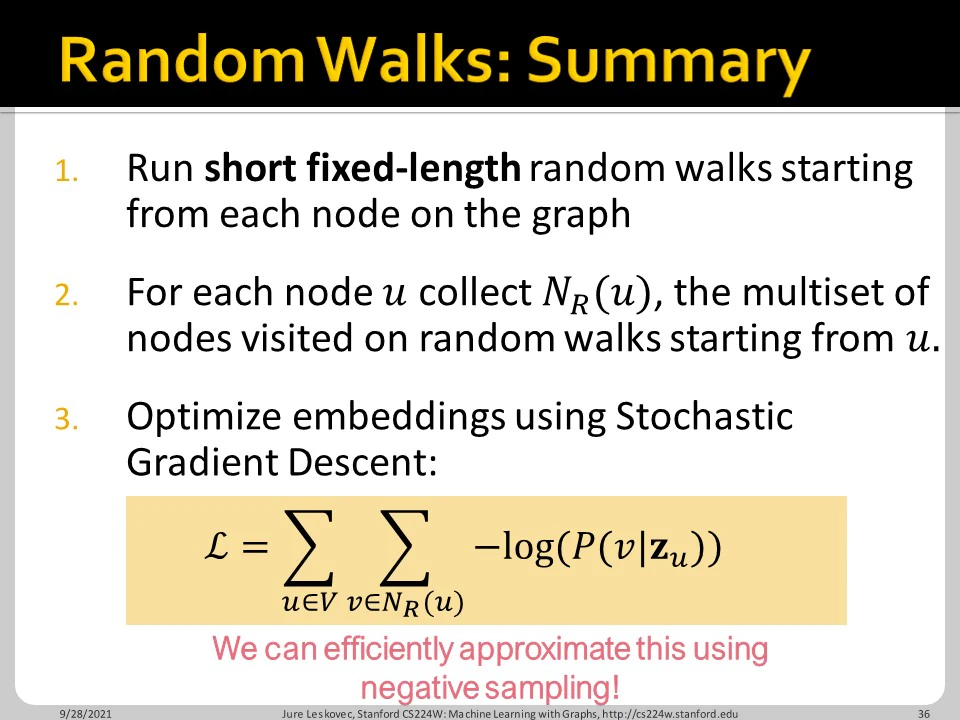 Random Walks: Summary
1. Run short fixed-length random walks starting
from each node on the graph
2. For each node 𝑢 collect 𝑁_𝑅(𝑢), the multiset of
nodes visited on random walks starting from 𝑢.
3. Optimize embeddings using Stochastic
Gradient Descent:
ℒ = ∑_{𝑢∈𝑉} ∑_{𝑣∈𝑁_𝑅(𝑢)} −log(𝑃(𝑣|𝐳_𝑢))
We can efficiently approximate this using
negative sampling!
9/28/2021 Jure Leskovec, Stanford CS224W: Machine Learning with Graphs, http://cs224w.stanford.edu 36